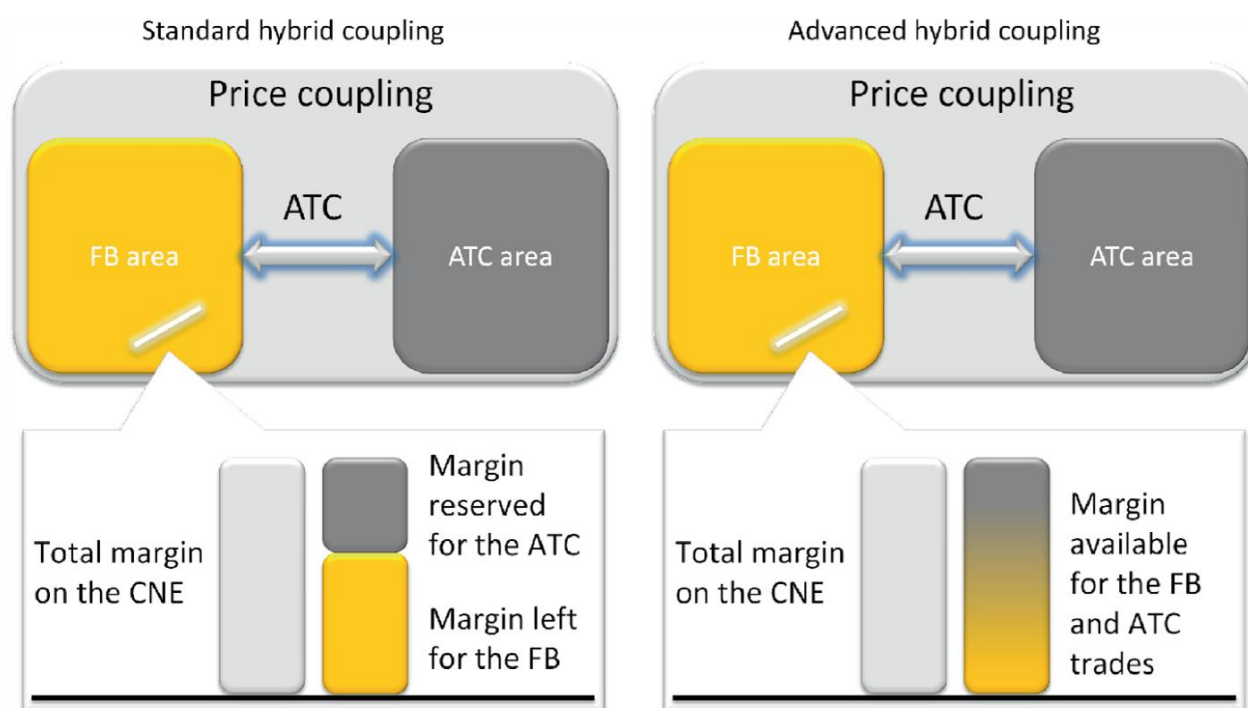 Standard hybrid coupling
Price coupling
FB area
ATC
ATC area
Total margin
on the CNE
Margin
reserved
for the ATC
Margin left
for the FB
Advanced hybrid coupling
Price coupling
FB area
ATC
ATC area
Total margin
on the CNE
Margin
available
for the FB
and ATC
trades